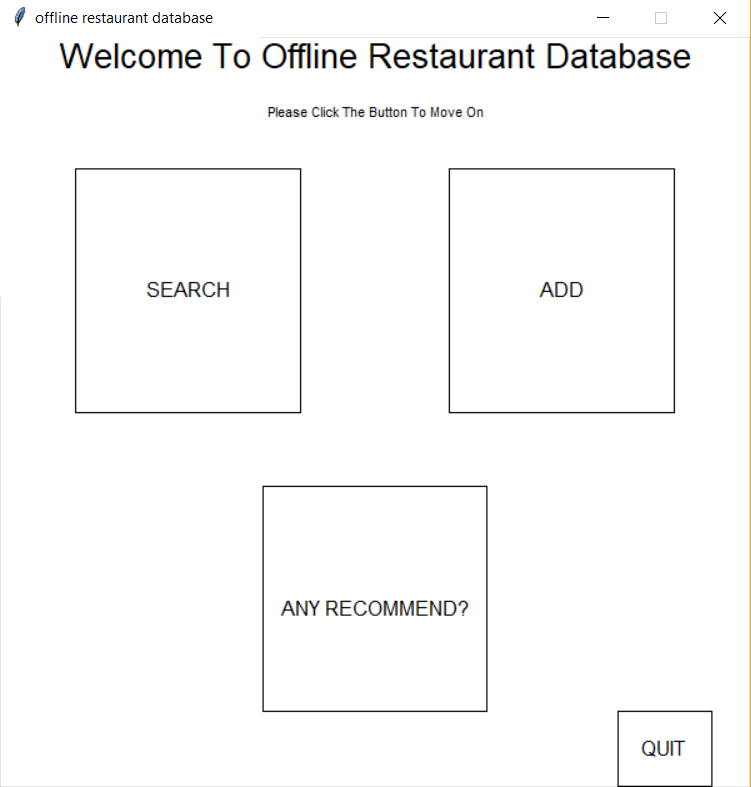 offline restaurant database
Welcome To Offline Restaurant Database
Please Click The Button To Move On
SEARCH
ADD
ANY RECOMMEND?
QUIT